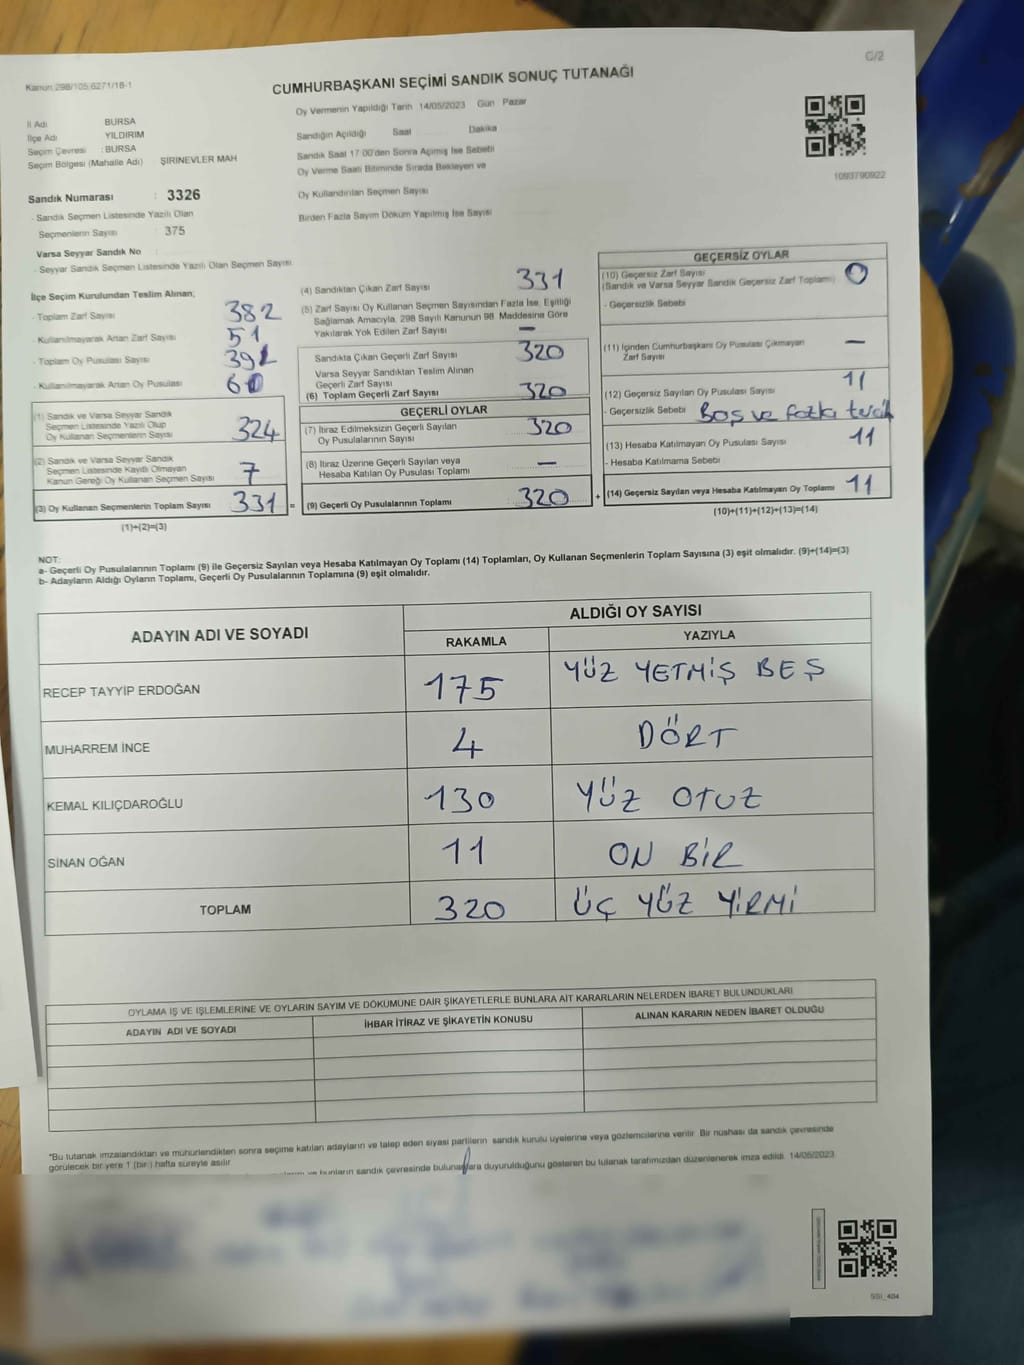 C/2
Kanun:298/105,6271/18-1
CUMHURBAŞKANI SEÇİMİ SANDIK SONUÇ TUTANAĞI
İl Adı BURSA
İlçe Adı YILDIRIM
Seçim Çevresi : BURSA
Seçim Bölgesi (Mahalle Adı) ŞİRİNEVLER MAH
Oy Vermenin Yapıldığı Tarih 14/05/2023 Gün Pazar
Sandığın Açıldığı Saat Dakika
Sandık Saat 17:00'den Sonra Açılmış İse Sebebi
Oy Verme Saati Bitiminde Sırada Bekleyen ve
Oy Kullandırılan Seçmen Sayısı
Birden Fazla Sayım Döküm Yapılmış İse Sayısı
1093790922
Sandık Numarası : 3326
- Sandık Seçmen Listesinde Yazılı Olan
Seçmenlerin Sayısı : 375
Varsa Seyyar Sandık No :
- Seyyar Sandık Seçmen Listesinde Yazılı Olan Seçmen Sayısı
İlçe Seçim Kurulundan Teslim Alınan;
- Toplam Zarf Sayısı 382
- Kullanılmayarak Artan Zarf Sayısı 51
- Toplam Oy Pusulası Sayısı
- Kullanılmayarak Artan Oy Pusulası 60
(1) Sandık ve Varsa Seyyar Sandık
Seçmen Listesinde Yazılı Olup
Oy Kullanan Seçmenlerin Sayısı 324
(2) Sandık ve Varsa Seyyar Sandık
Seçmen Listesinde Kayıtlı Olmayan
Kanun Gereği Oy Kullanan Seçmen Sayısı 7
(3) Oy Kullanan Seçmenlerin Toplam Sayısı 331 =
(1)+(2)=(3)
(4) Sandıktan Çıkan Zarf Sayısı 331
(5) Zarf Sayısı Oy Kullanan Seçmen Sayısından Fazla İse, Eşitliği
Sağlamak Amacıyla, 298 Sayılı Kanunun 98. Maddesine Göre
Yakılarak Yok Edilen Zarf Sayısı —
Sandıkta Çıkan Geçerli Zarf Sayısı 320
Varsa Seyyar Sandıktan Teslim Alınan
Geçerli Zarf Sayısı
(6) Toplam Geçerli Zarf Sayısı 320
GEÇERLİ OYLAR
(7) İtiraz Edilmeksizin Geçerli Sayılan
Oy Pusulalarının Sayısı 320
(8) İtiraz Üzerine Geçerli Sayılan veya
Hesaba Katılan Oy Pusulası Toplamı —
(9) Geçerli Oy Pusulalarının Toplamı 320 +
GEÇERSİZ OYLAR
(10) Geçersiz Zarf Sayısı
(Sandık ve Varsa Seyyar Sandık Geçersiz Zarf Toplamı) 0
- Geçersizlik Sebebi
(11) İçinden Cumhurbaşkanı Oy Pusulası Çıkmayan
Zarf Sayısı —
(12) Geçersiz Sayılan Oy Pusulası Sayısı 11
- Geçersizlik Sebebi Boş ve fazla tercih
(13) Hesaba Katılmayan Oy Pusulası Sayısı 11
- Hesaba Katılmama Sebebi
(14) Geçersiz Sayılan veya Hesaba Katılmayan Oy Toplamı 11
(10)+(11)+(12)+(13)=(14)
NOT:
a- Geçerli Oy Pusulalarının Toplamı (9) ile Geçersiz Sayılan veya Hesaba Katılmayan Oy Toplamı (14) Toplamları, Oy Kullanan Seçmenlerin Toplam Sayısına (3) eşit olmalıdır. (9)+(14)=(3)
b- Adayların Aldığı Oyların Toplamı, Geçerli Oy Pusulalarının Toplamına (9) eşit olmalıdır.
ADAYIN ADI VE SOYADI ALDIĞI OY SAYISI
RAKAMLA YAZIYLA
RECEP TAYYİP ERDOĞAN 175 YÜZ YETMİŞ BEŞ
MUHARREM İNCE 4 DÖRT
KEMAL KILIÇDAROĞLU 130 YÜZ OTUZ
SİNAN OĞAN 11 ON BİR
TOPLAM 320 ÜÇ YÜZ YİRMİ
OYLAMA İŞ VE İŞLEMLERİNE VE OYLARIN SAYIM VE DÖKÜMÜNE DAİR ŞİKAYETLERLE BUNLARA AİT KARARLARIN NELERDEN İBARET BULUNDUKLARI
ADAYIN ADI VE SOYADI İHBAR İTİRAZ VE ŞİKAYETİN KONUSU ALINAN KARARIN NEDEN İBARET OLDUĞU
*Bu tutanak imzalandıktan ve mühürlendikten sonra seçime katılan adayların ve talep eden siyasi partilerin sandık kurulu üyelerine veya gözlemcilerine verilir. Bir nüshası da sandık çevresinde
görülecek bir yere 1 (bir) hafta süreyle asılır.
ve bunların sandık çevresinde bulunanlara duyurulduğunu gösteren bu tutanak tarafımızdan düzenlenerek imza edildi. 14/05/2023
SSI_404